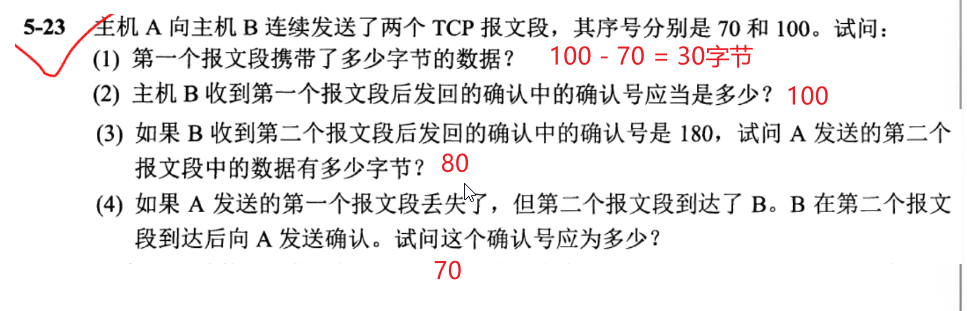 5-23 主机 A 向主机 B 连续发送了两个 TCP 报文段，其序号分别是 70 和 100。试问：
(1) 第一个报文段携带了多少字节的数据？ 100 - 70 = 30字节
(2) 主机 B 收到第一个报文段后发回的确认中的确认号应当是多少？ 100
(3) 如果 B 收到第二个报文段后发回的确认中的确认号是 180，试问 A 发送的第二个
报文段中的数据有多少字节？ 80
(4) 如果 A 发送的第一个报文段丢失了，但第二个报文段到达了 B。B 在第二个报文
段到达后向 A 发送确认。试问这个确认号应为多少？
70